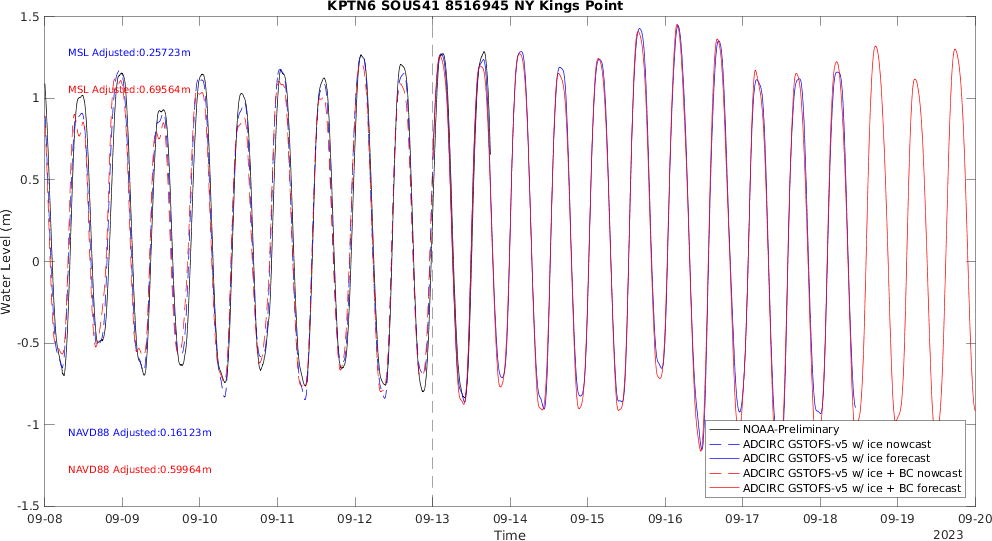 KPTN6 SOUS41 8516945 NY Kings Point
1.5
1
0.5
0
-0.5
-1
-1.5
Water Level (m)
MSL Adjusted:0.25723m
MSL Adjusted:0.69564m
NAVD88 Adjusted:0.16123m
NAVD88 Adjusted:0.59964m
NOAA-Preliminary
ADCIRC GSTOFS-v5 w/ ice nowcast
ADCIRC GSTOFS-v5 w/ ice forecast
ADCIRC GSTOFS-v5 w/ ice + BC nowcast
ADCIRC GSTOFS-v5 w/ ice + BC forecast
09-08 09-09 09-10 09-11 09-12 09-13 09-14 09-15 09-16 09-17 09-18 09-19 09-20
Time
2023